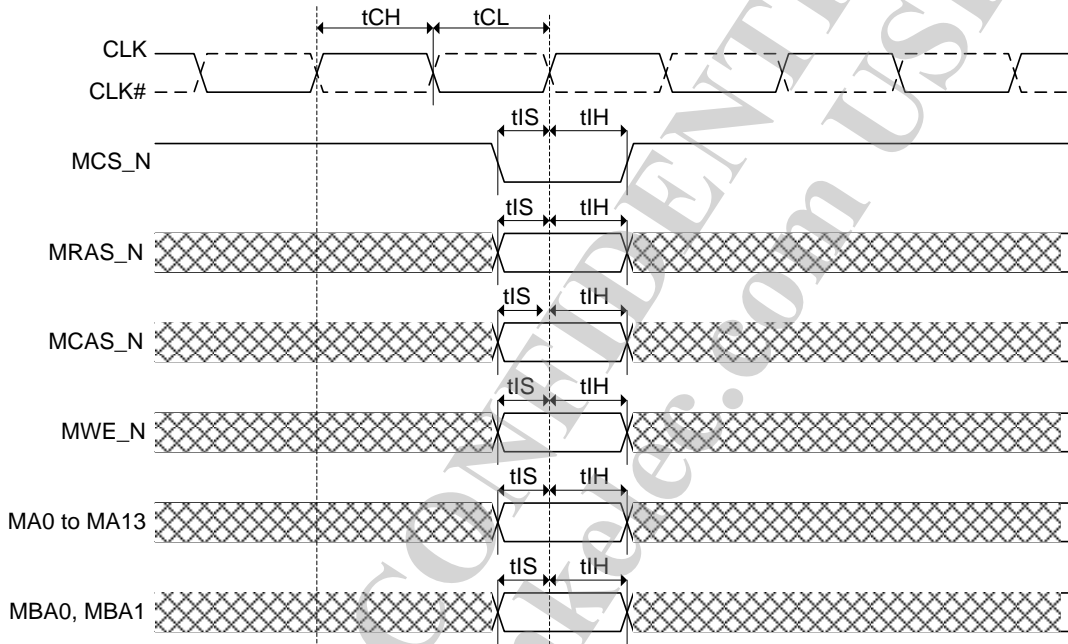 tCH tCL
CLK
CLK#
tIS tIH
MCS_N
tIS tIH
MRAS_N
tIS tIH
MCAS_N
tIS tIH
MWE_N
tIS tIH
MA0 to MA13
tIS tIH
MBA0, MBA1